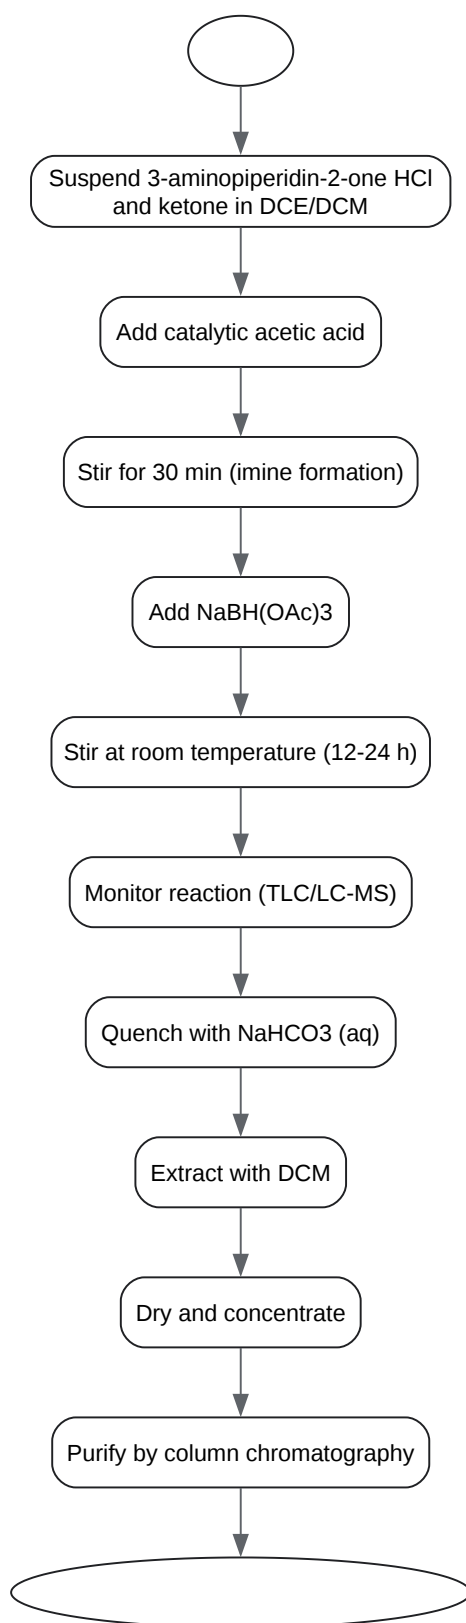 Suspend 3-aminopiperidin-2-one HCl
and ketone in DCE/DCM
Add catalytic acetic acid
Stir for 30 min (imine formation)
Add NaBH(OAc)3
Stir at room temperature (12-24 h)
Monitor reaction (TLC/LC-MS)
Quench with NaHCO3 (aq)
Extract with DCM
Dry and concentrate
Purify by column chromatography